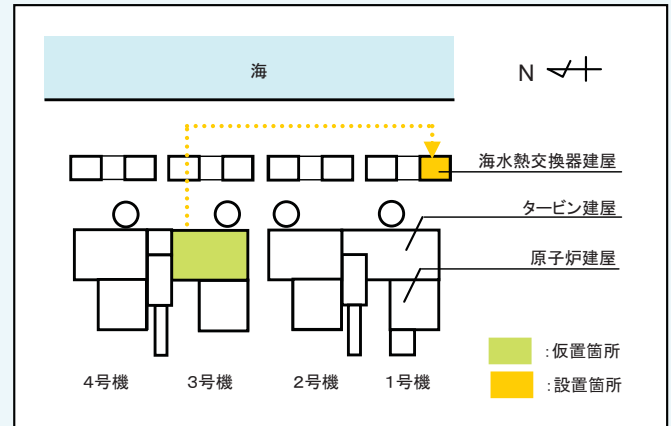 海
N
海水熱交換器建屋
タービン建屋
原子炉建屋
:仮置箇所
:設置箇所
4号機
3号機
2号機
1号機